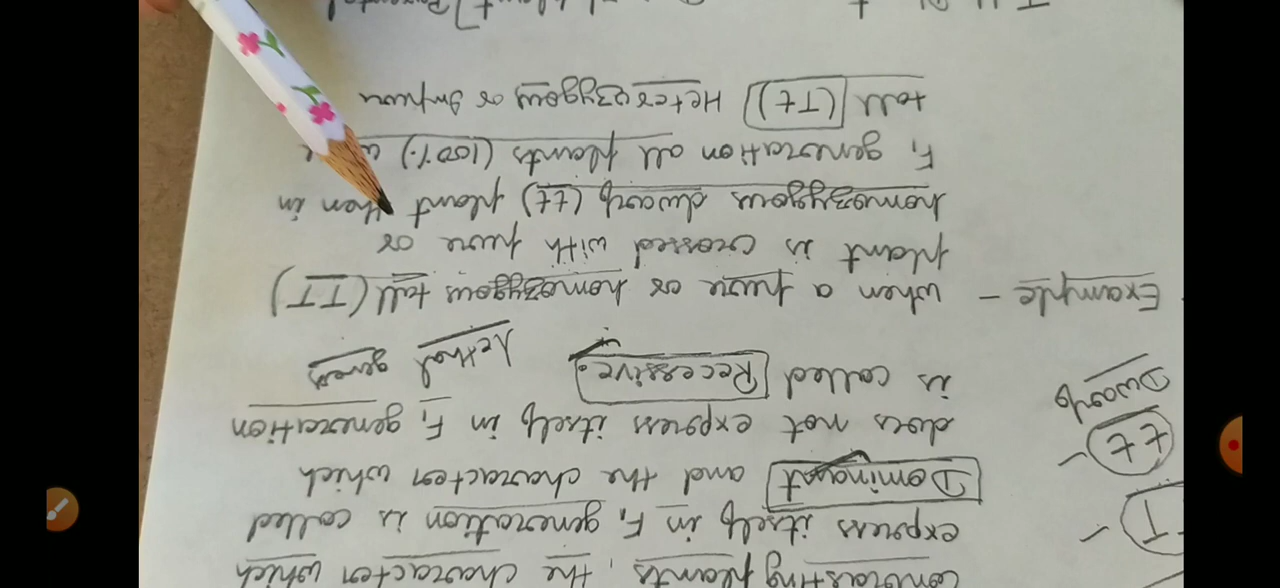 contrasting plants, the character which
T -
express itself in F₁ generation is called
Dominant and the character which
tt -
does not express itself in F₁ generation
Dwarf
is called Recessive. Lethal genes
Example - when a pure or homozygous tall (TT)
plant is crossed with pure or
homozygous dwarf (tt) plant then in
F₁ generation all plants (100%)
tall (Tt) Heterozygous or Impure